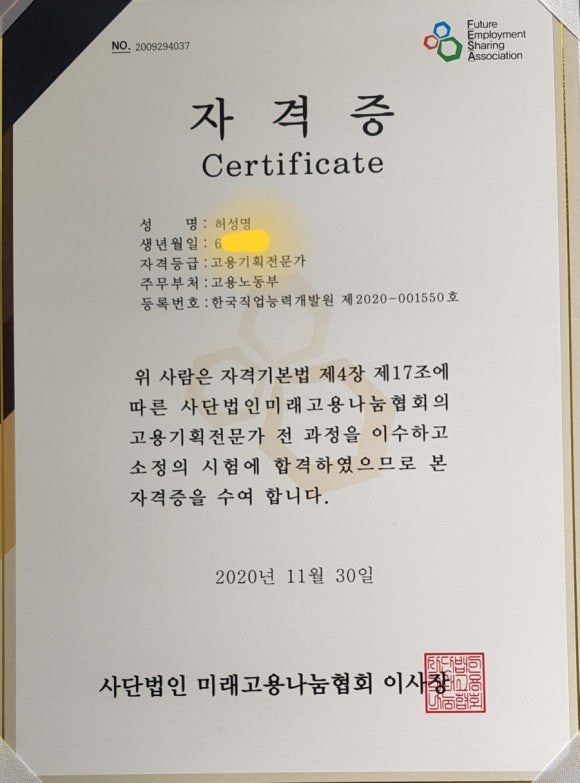 NO. 2009294037
Future
Employment
Sharing
Association
자 격 증
Certificate
성 명 : 허성명
생년월일 : 6
자격등급 : 고용기획전문가
주무부처 : 고용노동부
등록번호 : 한국직업능력개발원 제2020-001550호
위 사람은 자격기본법 제4장 제17조에
따른 사단법인미래고용나눔협회의
고용기획전문가 전 과정을 이수하고
소정의 시험에 합격하였으므로 본
자격증을 수여 합니다.
2020년 11월 30일
사단법인 미래고용나눔협회 이사장